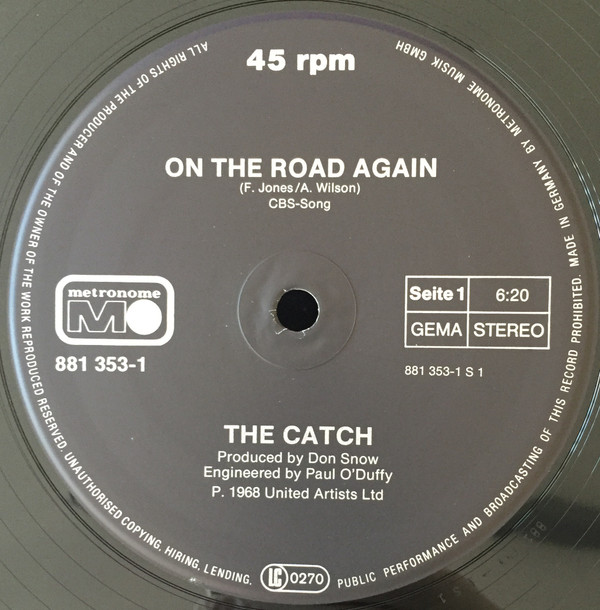 45 rpm
ON THE ROAD AGAIN
(F. Jones/A. Wilson)
CBS-Song
metronome
MO
881 353-1
Seite 1 6:20
GEMA STEREO
881 353-1 S 1
THE CATCH
Produced by Don Snow
Engineered by Paul O'Duffy
P. 1968 United Artists Ltd
LC 0270
ALL RIGHTS OF THE PRODUCER AND OF THE OWNER OF THE WORK REPRODUCED RESERVED. UNAUTHORISED COPYING, HIRING, LENDING, PUBLIC PERFORMANCE AND BROADCASTING OF THIS RECORD PROHIBITED. MADE IN GERMANY BY METRONOME MUSIK GMBH